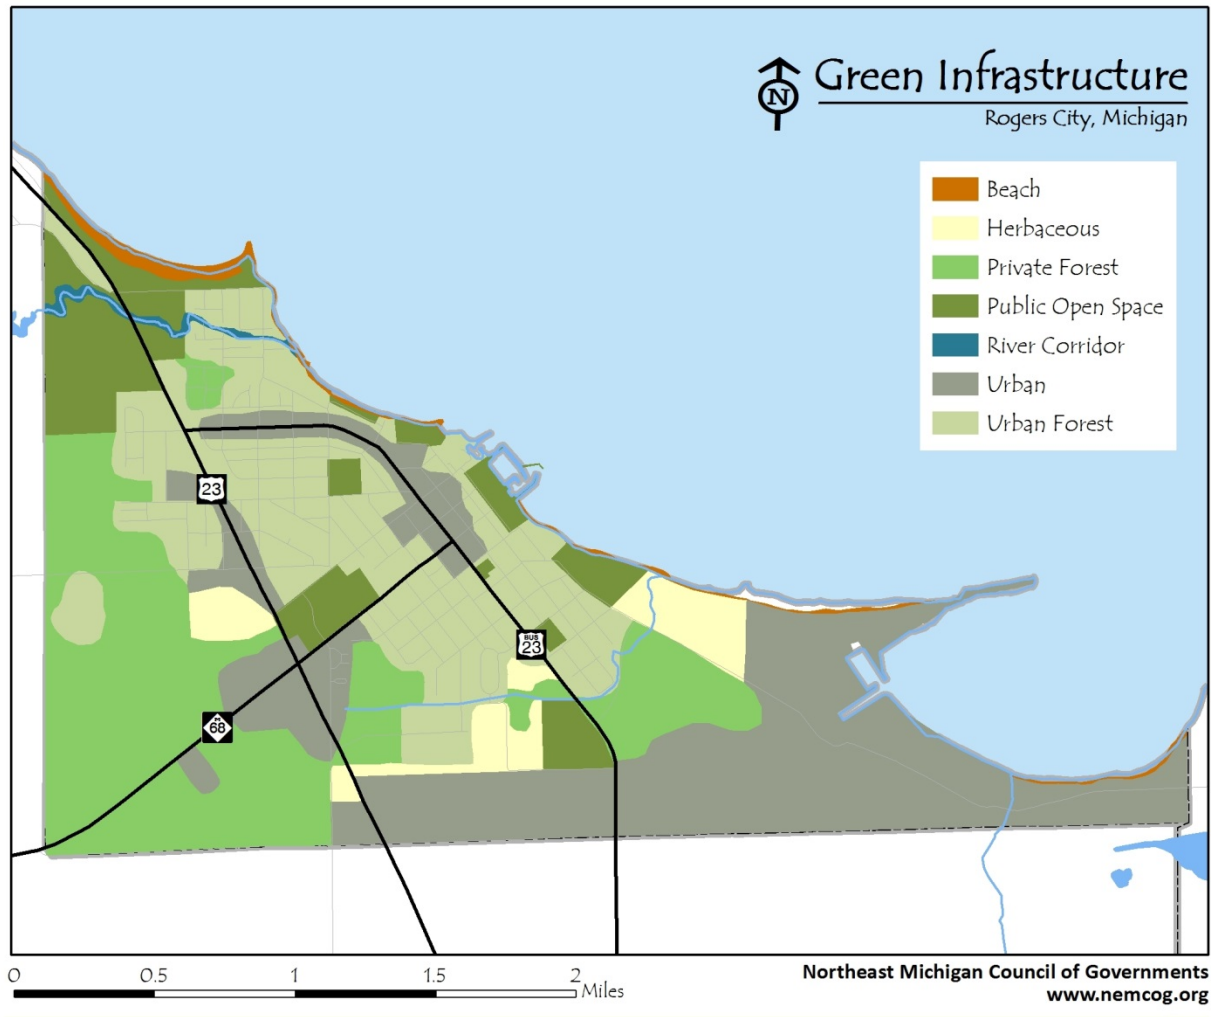 N
Green Infrastructure
Rogers City, Michigan
Beach
Herbaceous
Private Forest
Public Open Space
River Corridor
Urban
Urban Forest
23
BUS
23
M
68
0 0.5 1 1.5 2
Miles
Northeast Michigan Council of Governments
www.nemcog.org